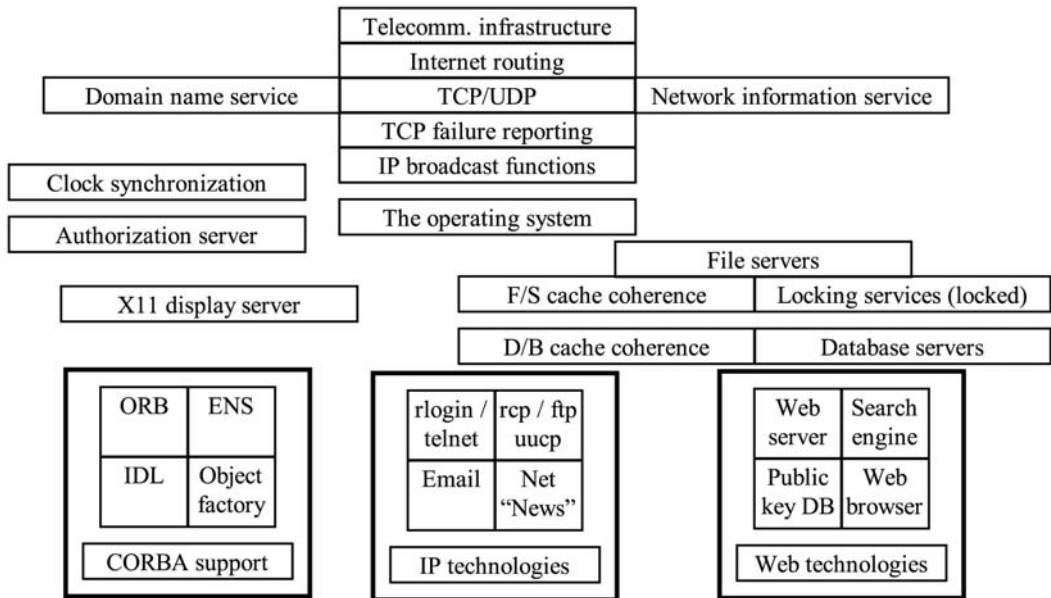 Telecomm. infrastructure
Internet routing
Domain name service
TCP/UDP
Network information service
TCP failure reporting
IP broadcast functions
Clock synchronization
The operating system
Authorization server
File servers
F/S cache coherence
Locking services (locked)
X11 display server
D/B cache coherence
Database servers
ORB
ENS
IDL
Object
factory
CORBA support
rlogin /
telnet
rcp / ftp
uucp
Email
Net
“News”
IP technologies
Web
server
Search
engine
Public
key DB
Web
browser
Web technologies